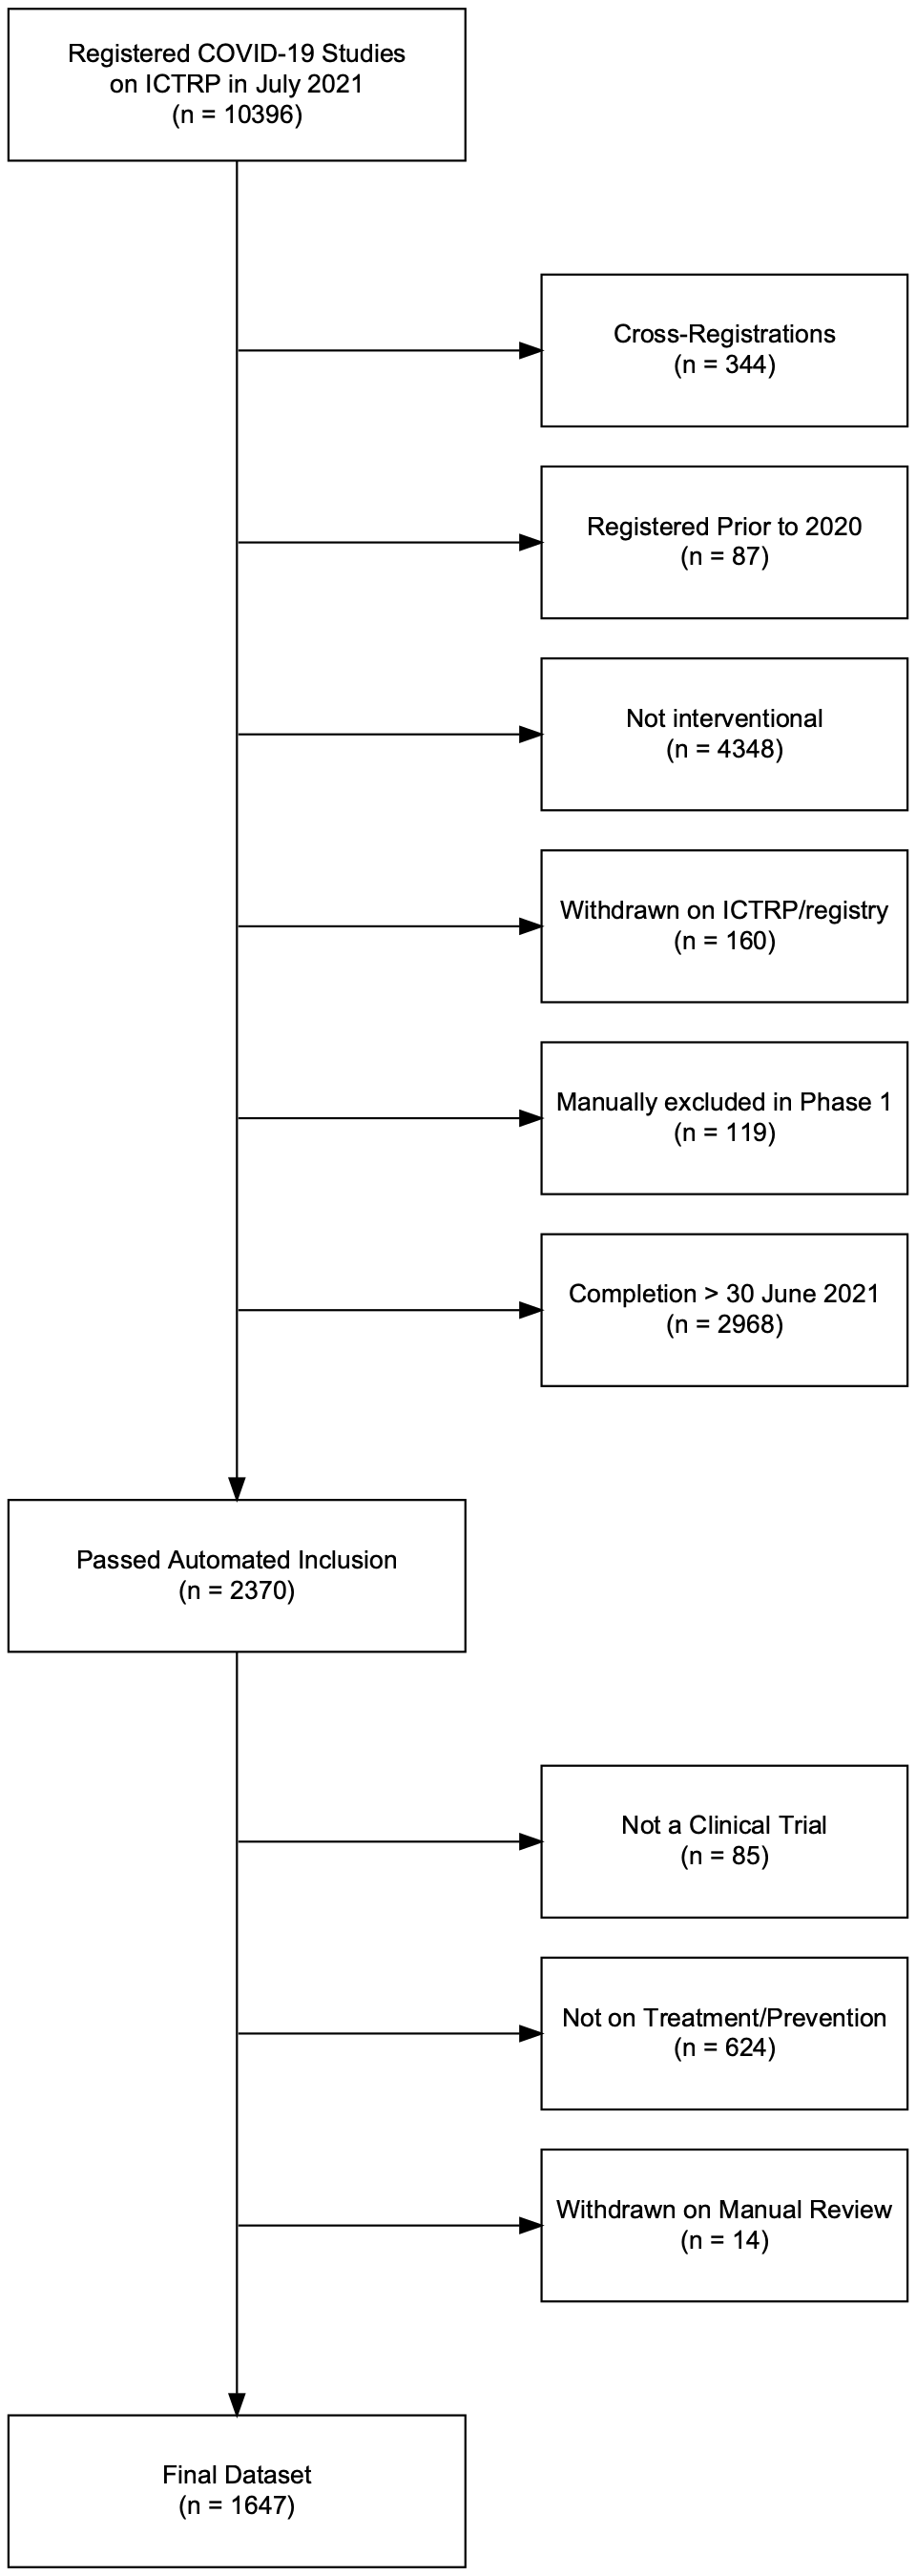 Registered COVID-19 Studies
on ICTRP in July 2021
(n = 10396)
Cross-Registrations
(n = 344)
Registered Prior to 2020
(n = 87)
Not interventional
(n = 4348)
Withdrawn on ICTRP/registry
(n = 160)
Manually excluded in Phase 1
(n = 119)
Completion > 30 June 2021
(n = 2968)
Passed Automated Inclusion
(n = 2370)
Not a Clinical Trial
(n = 85)
Not on Treatment/Prevention
(n = 624)
Withdrawn on Manual Review
(n = 14)
Final Dataset
(n = 1647)